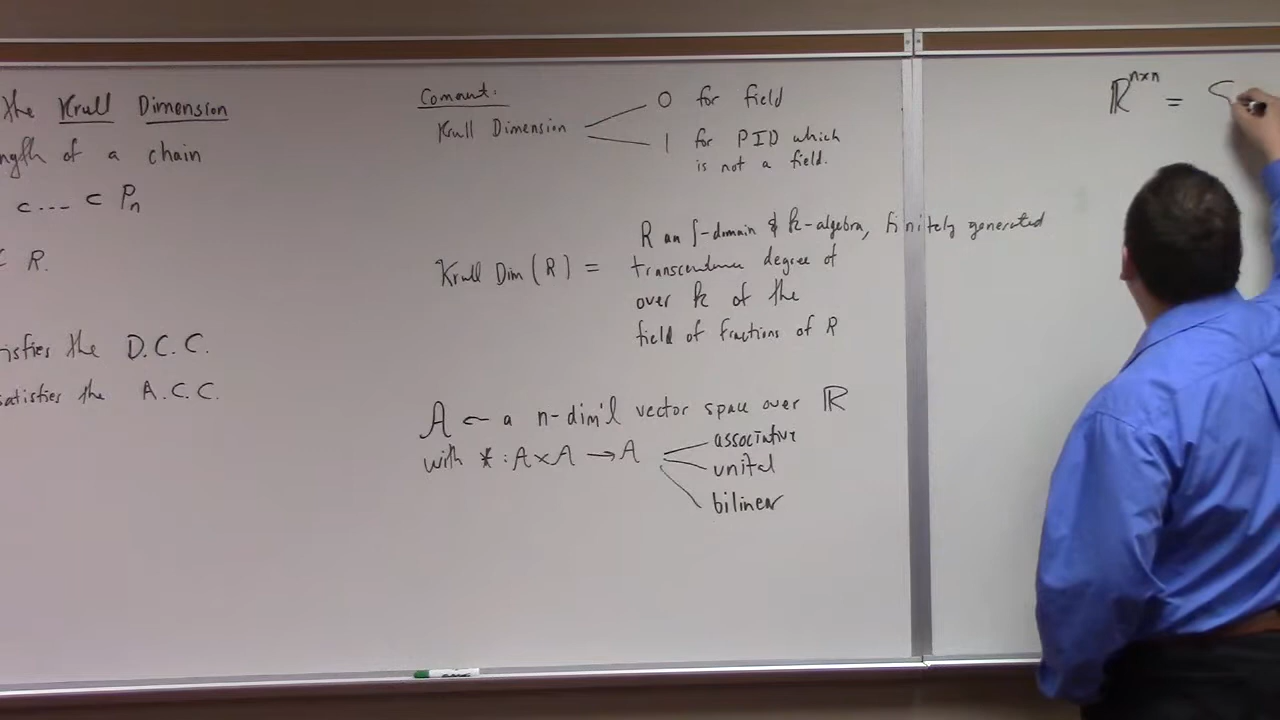 the Krull Dimension
ngth of a chain
⊂ .... ⊂ Pn
R.
isfies the D.C.C.
satisfies the A.C.C.
Comment:
Krull Dimension
0 for field
1 for PID which
is not a field.
R an ∫-domain & k-algebra, finitely generated
Krull Dim (R) = transcendence degree of
over k of the
field of fractions of R
A ← a n-dim'l vector space over ℝ
with * : A×A → A
associative
unital
bilinear
ℝ^{n×n} =